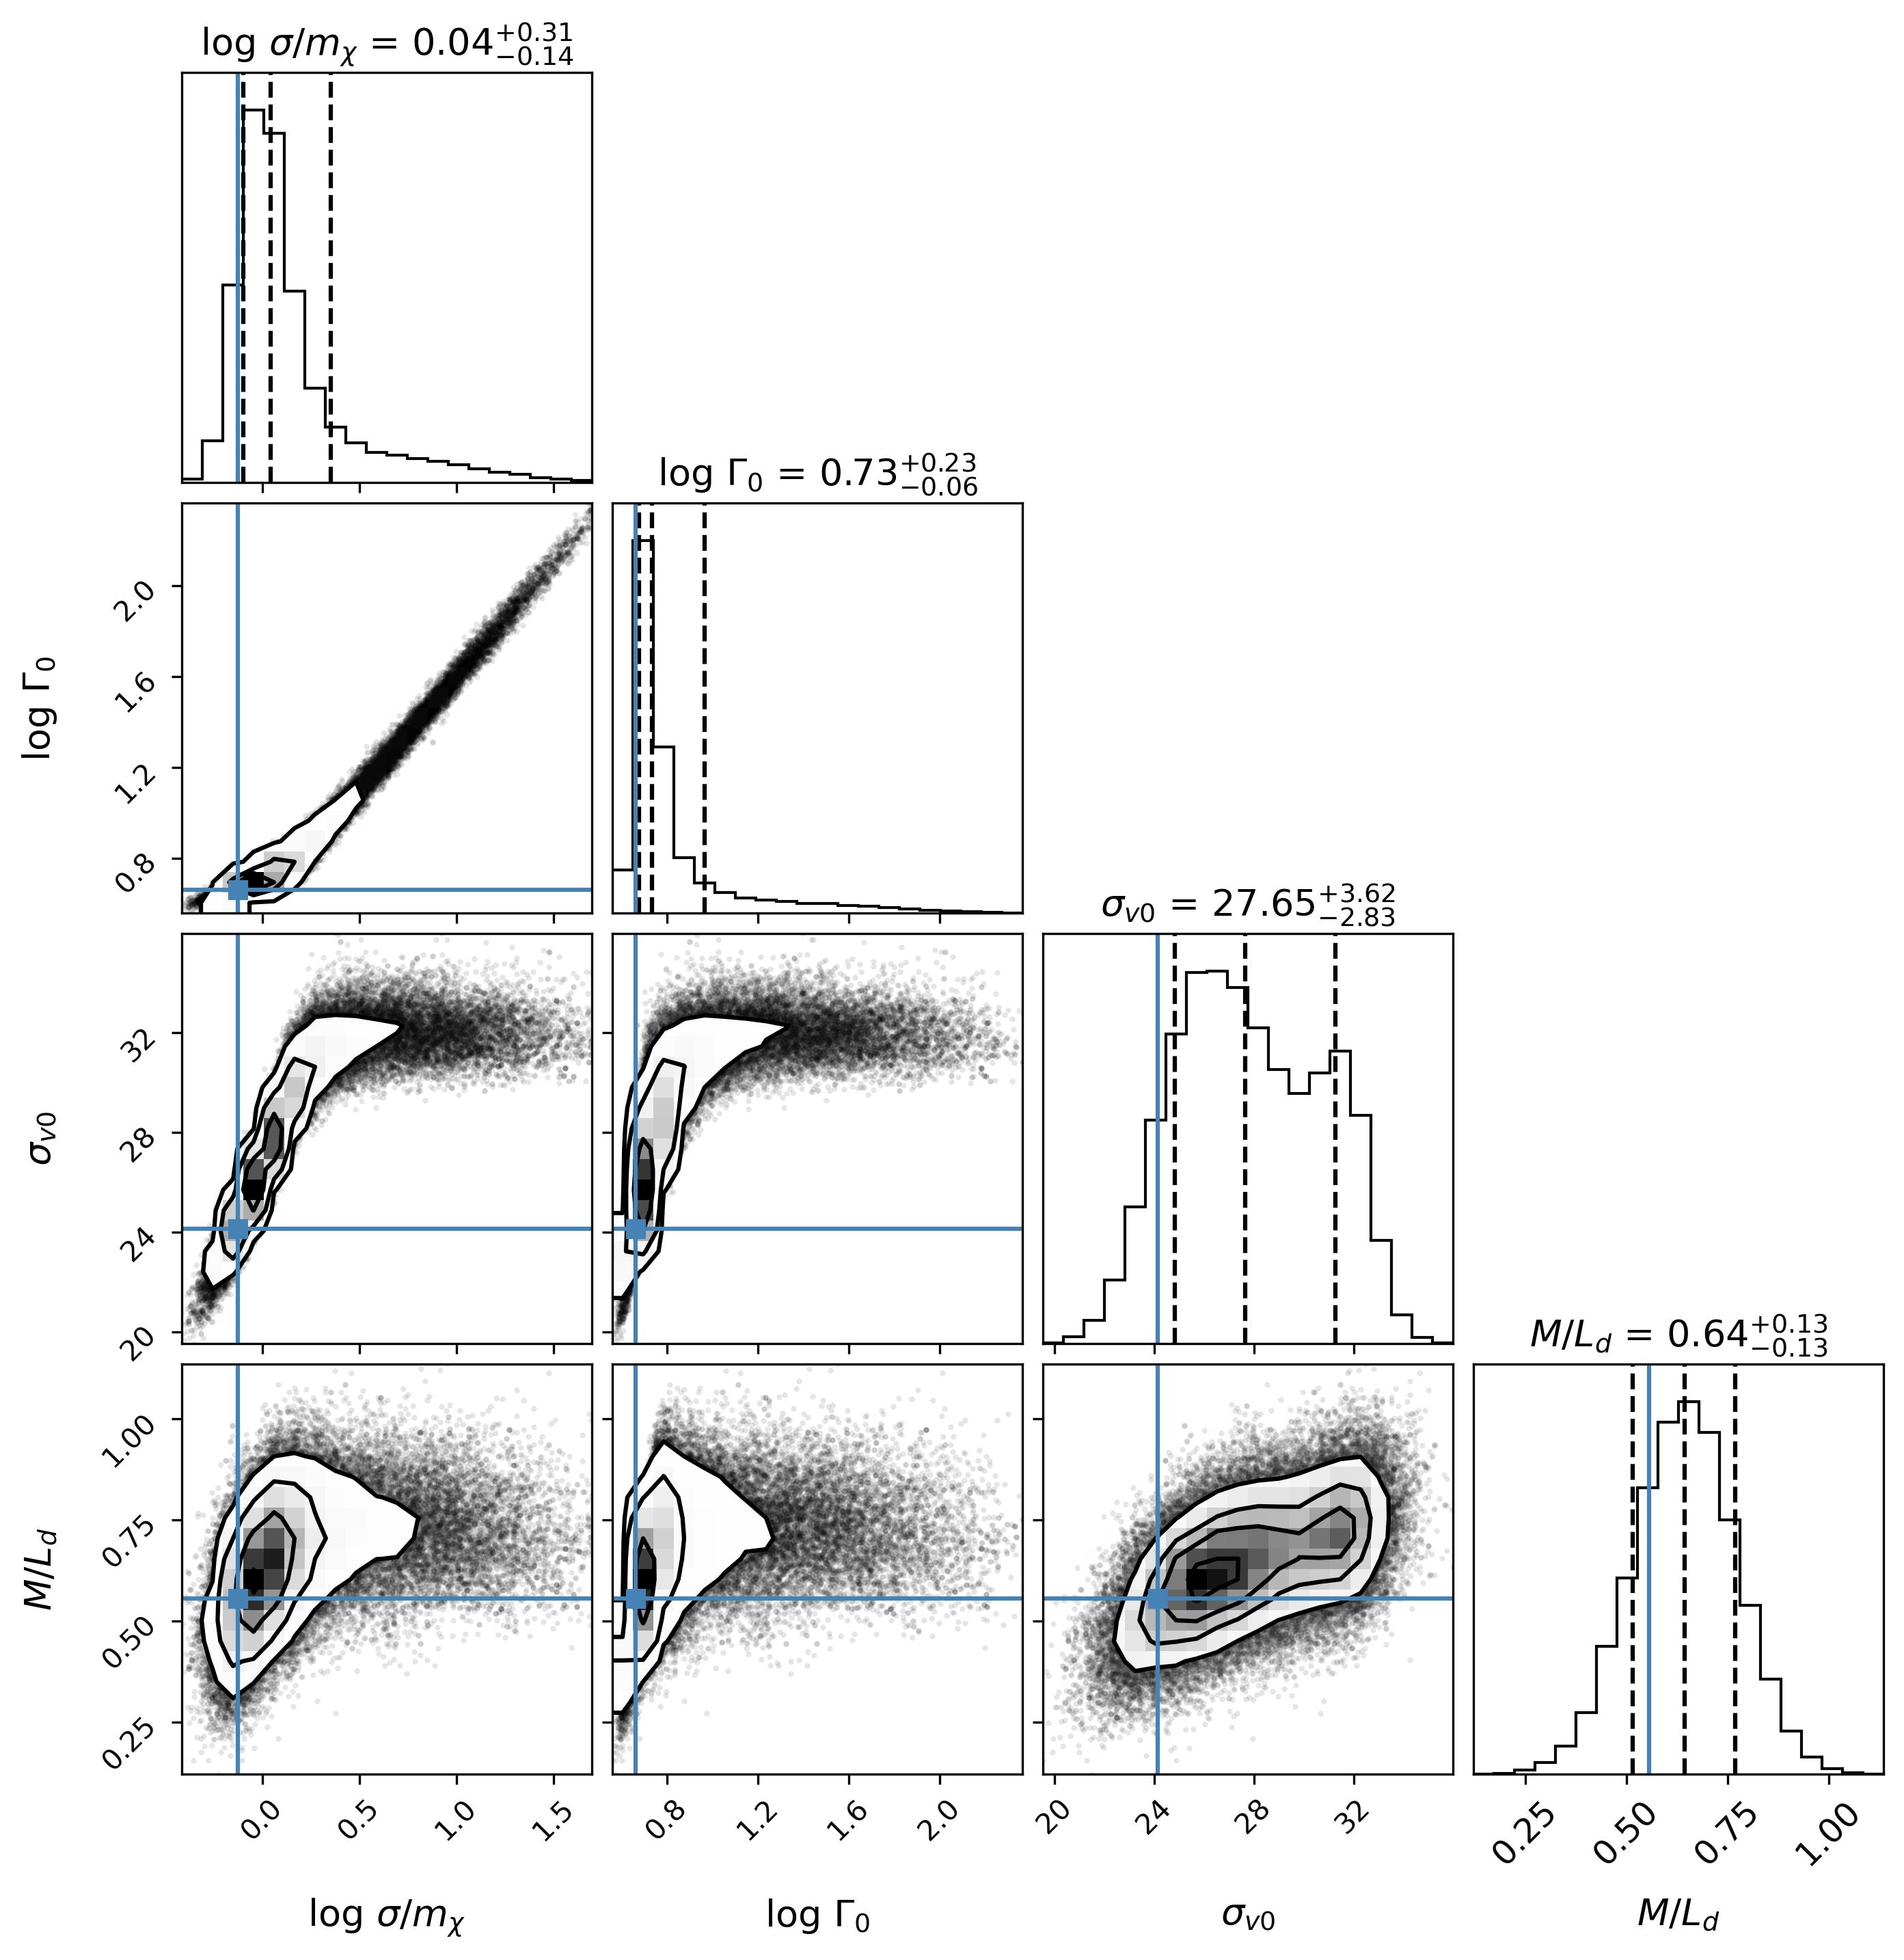 log σ/m_χ = 0.04^{+0.31}_{−0.14}
log Γ_0 = 0.73^{+0.23}_{−0.06}
2.0
1.6
1.2
0.8
log Γ_0
σ_{v0} = 27.65^{+3.62}_{−2.83}
32
28
24
20
σ_{v0}
M/L_d = 0.64^{+0.13}_{−0.13}
1.00
0.75
0.50
0.25
M/L_d
0.0 0.5 1.0 1.5 0.8 1.2 1.6 2.0 20 24 28 32 0.25 0.50 0.75 1.00
log σ/m_χ log Γ_0 σ_{v0} M/L_d